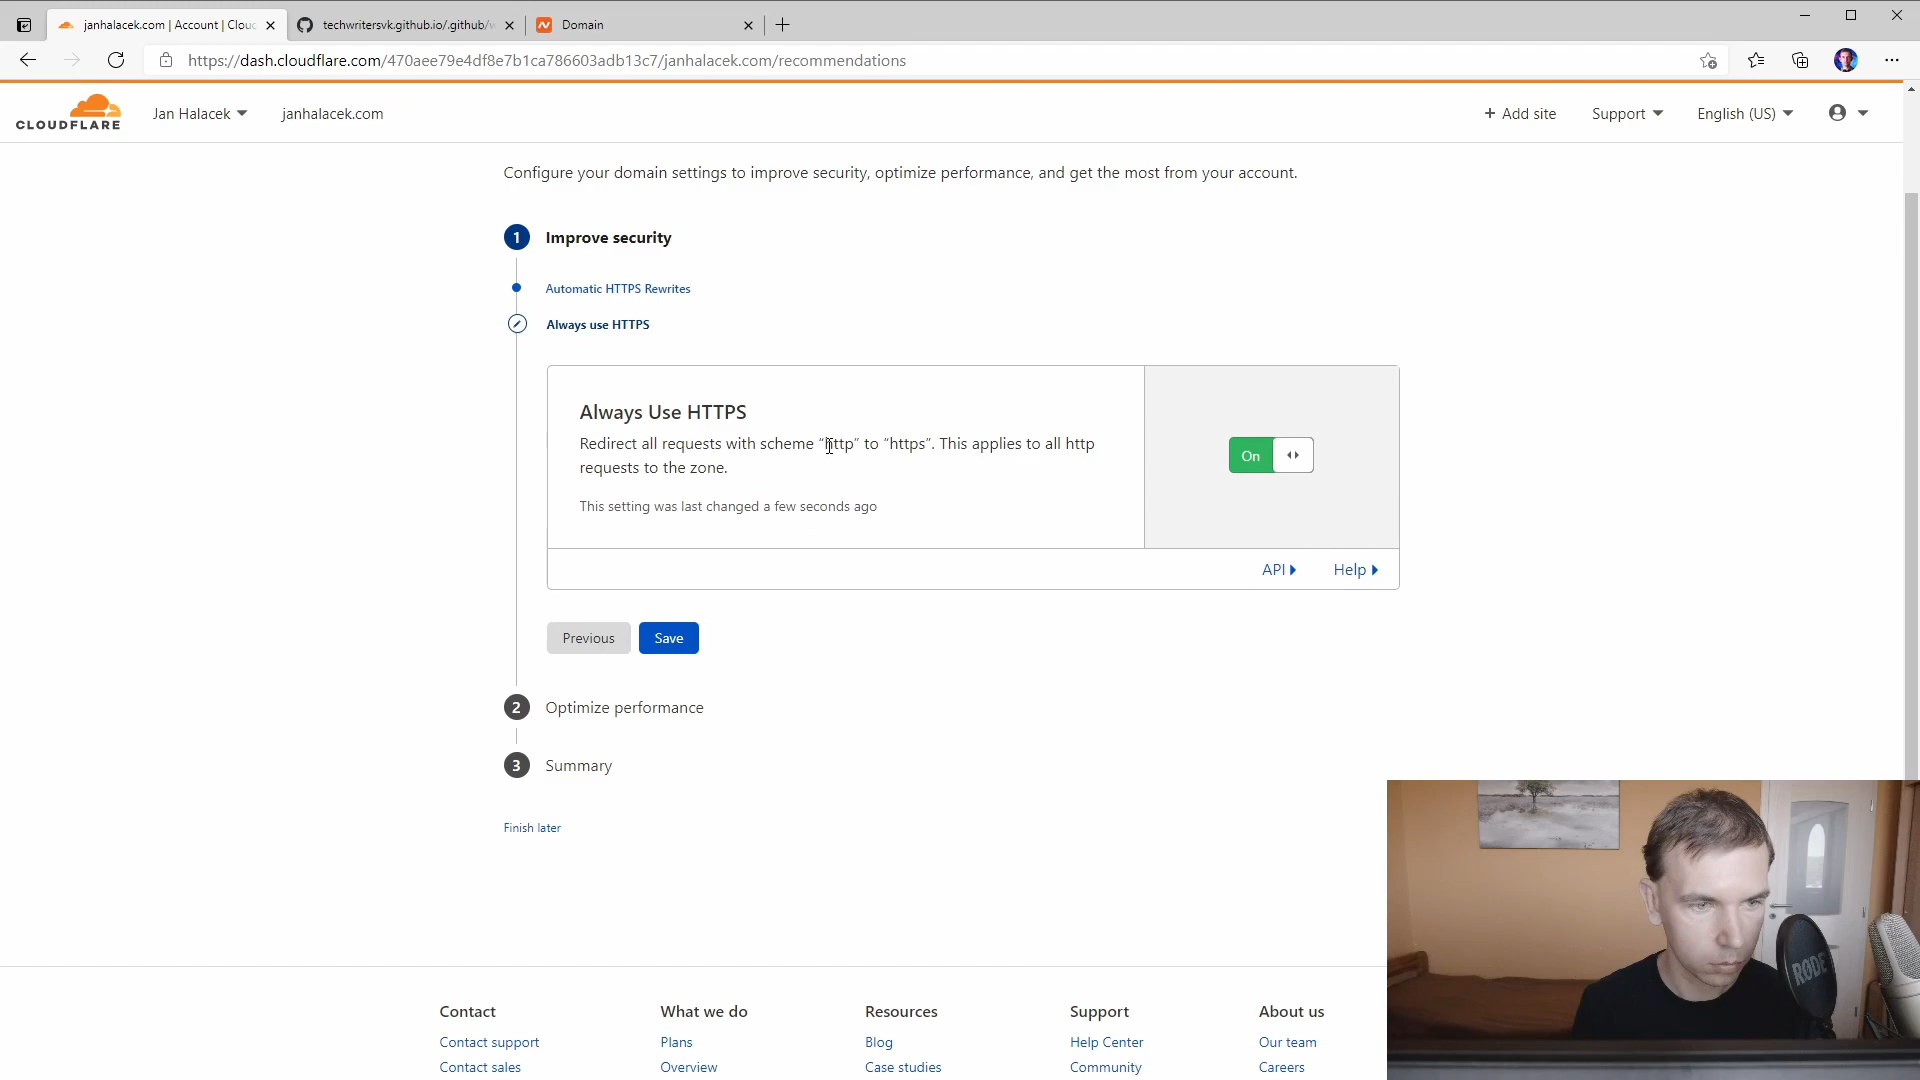 janhalacek.com | Account | Clou
techwritersvk.github.io/.github/w
Domain
https://dash.cloudflare.com/470aee79e4df8e7b1ca786603adb13c7/janhalacek.com/recommendations
CLOUDFLARE
Jan Halacek
janhalacek.com
+ Add site
Support
English (US)
Configure your domain settings to improve security, optimize performance, and get the most from your account.
1 Improve security
Automatic HTTPS Rewrites
Always use HTTPS
Always Use HTTPS
Redirect all requests with scheme “http” to “https”. This applies to all http
requests to the zone.
This setting was last changed a few seconds ago
On
API
Help
Previous
Save
2 Optimize performance
3 Summary
Finish later
RØDE
Contact
What we do
Resources
Support
About us
Contact support
Plans
Blog
Help Center
Our team
Contact sales
Overview
Case studies
Community
Careers